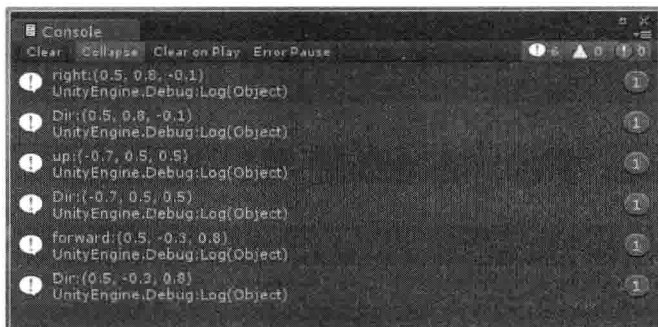 Console
Clear Collapse Clear on Play Error Pause 6 0 0
right:(0.5, 0.8, -0.1)
UnityEngine.Debug:Log(Object)
1
Dir:(0.5, 0.8, -0.1)
UnityEngine.Debug:Log(Object)
1
up:(-0.7, 0.5, 0.5)
UnityEngine.Debug:Log(Object)
1
Dir:(-0.7, 0.5, 0.5)
UnityEngine.Debug:Log(Object)
1
forward:(0.5, -0.3, 0.8)
UnityEngine.Debug:Log(Object)
1
Dir:(0.5, -0.3, 0.8)
UnityEngine.Debug:Log(Object)
1